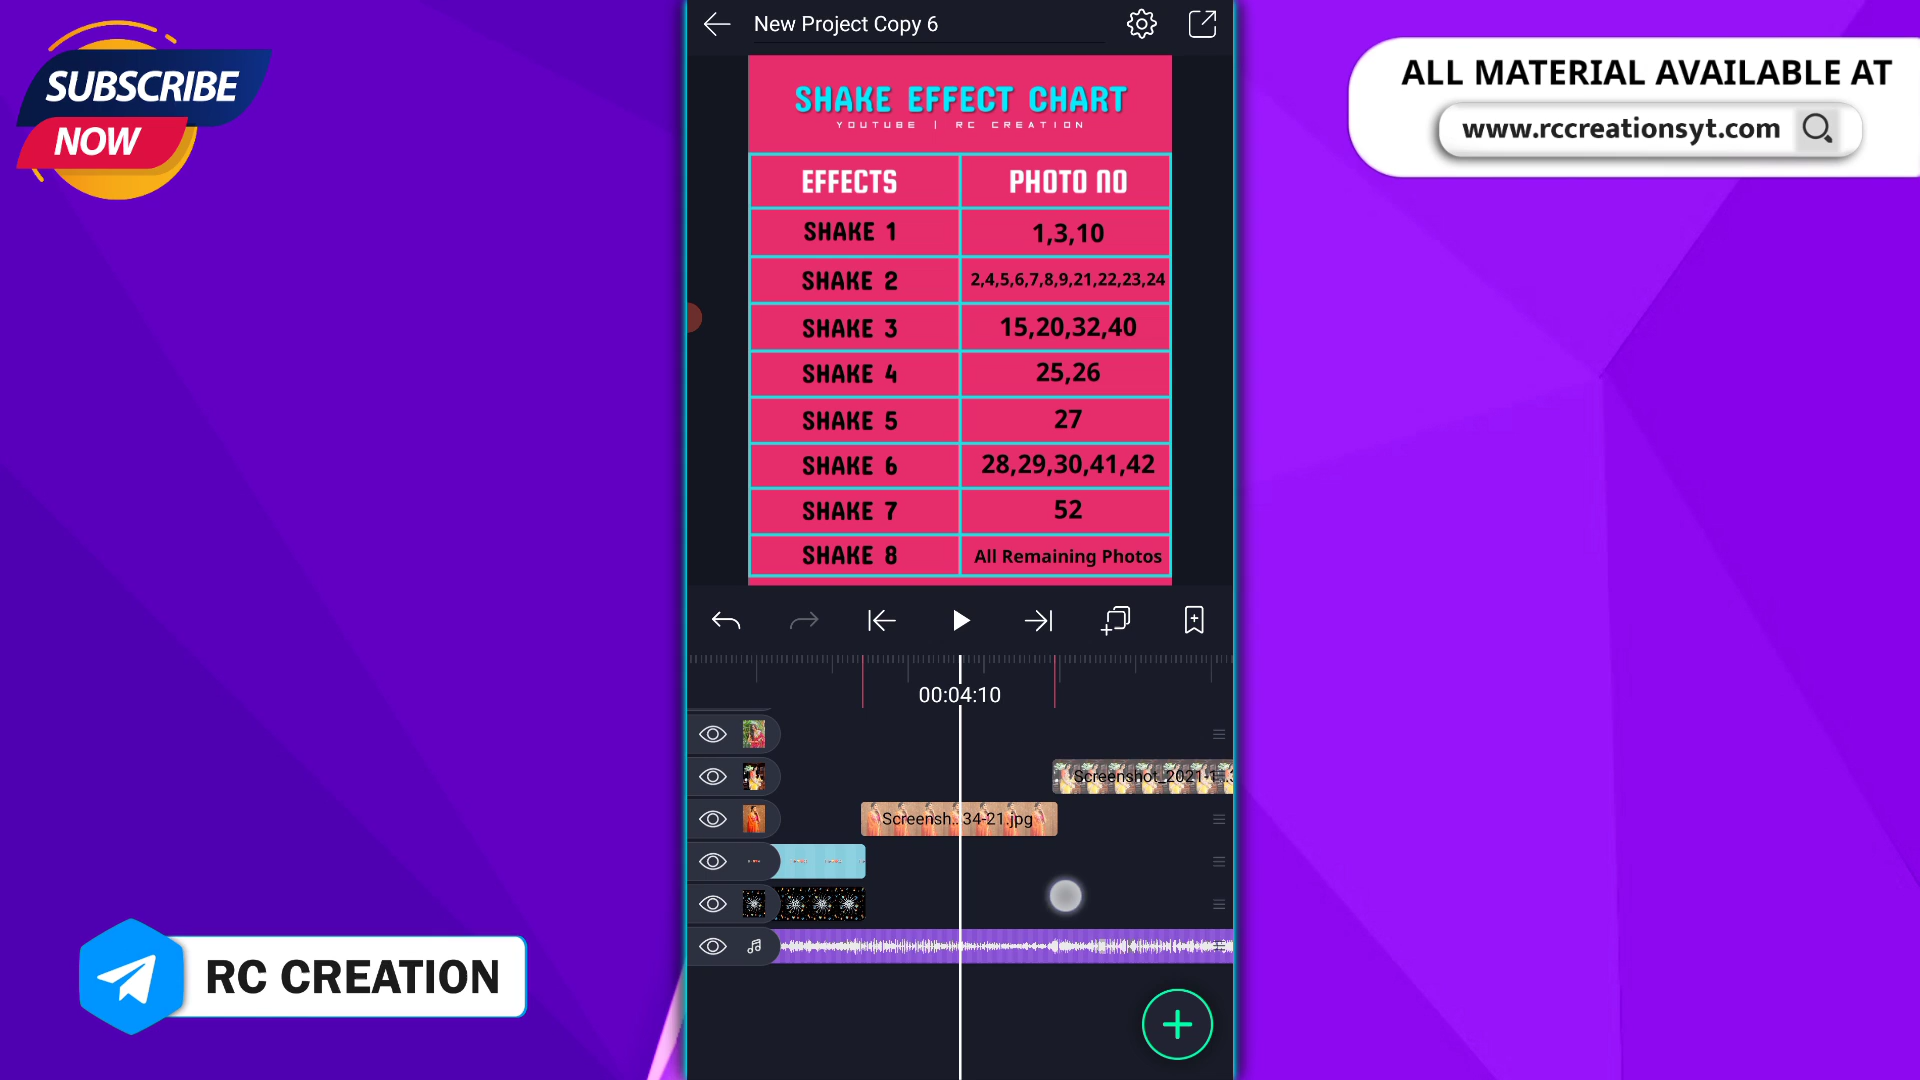 SUBSCRIBE
NOW
New Project Copy 6
ALL MATERIAL AVAILABLE AT
www.rccreationsyt.com
SHAKE EFFECT CHART
YOUTUBE | RC CREATION
EFFECTS PHOTO NO
SHAKE 1 1,3,10
SHAKE 2 2,4,5,6,7,8,9,21,22,23,24
SHAKE 3 15,20,32,40
SHAKE 4 25,26
SHAKE 5 27
SHAKE 6 28,29,30,41,42
SHAKE 7 52
SHAKE 8 All Remaining Photos
00:04:10
Screenshot_2021-1...3
Screensh...34-21.jpg
RC CREATION